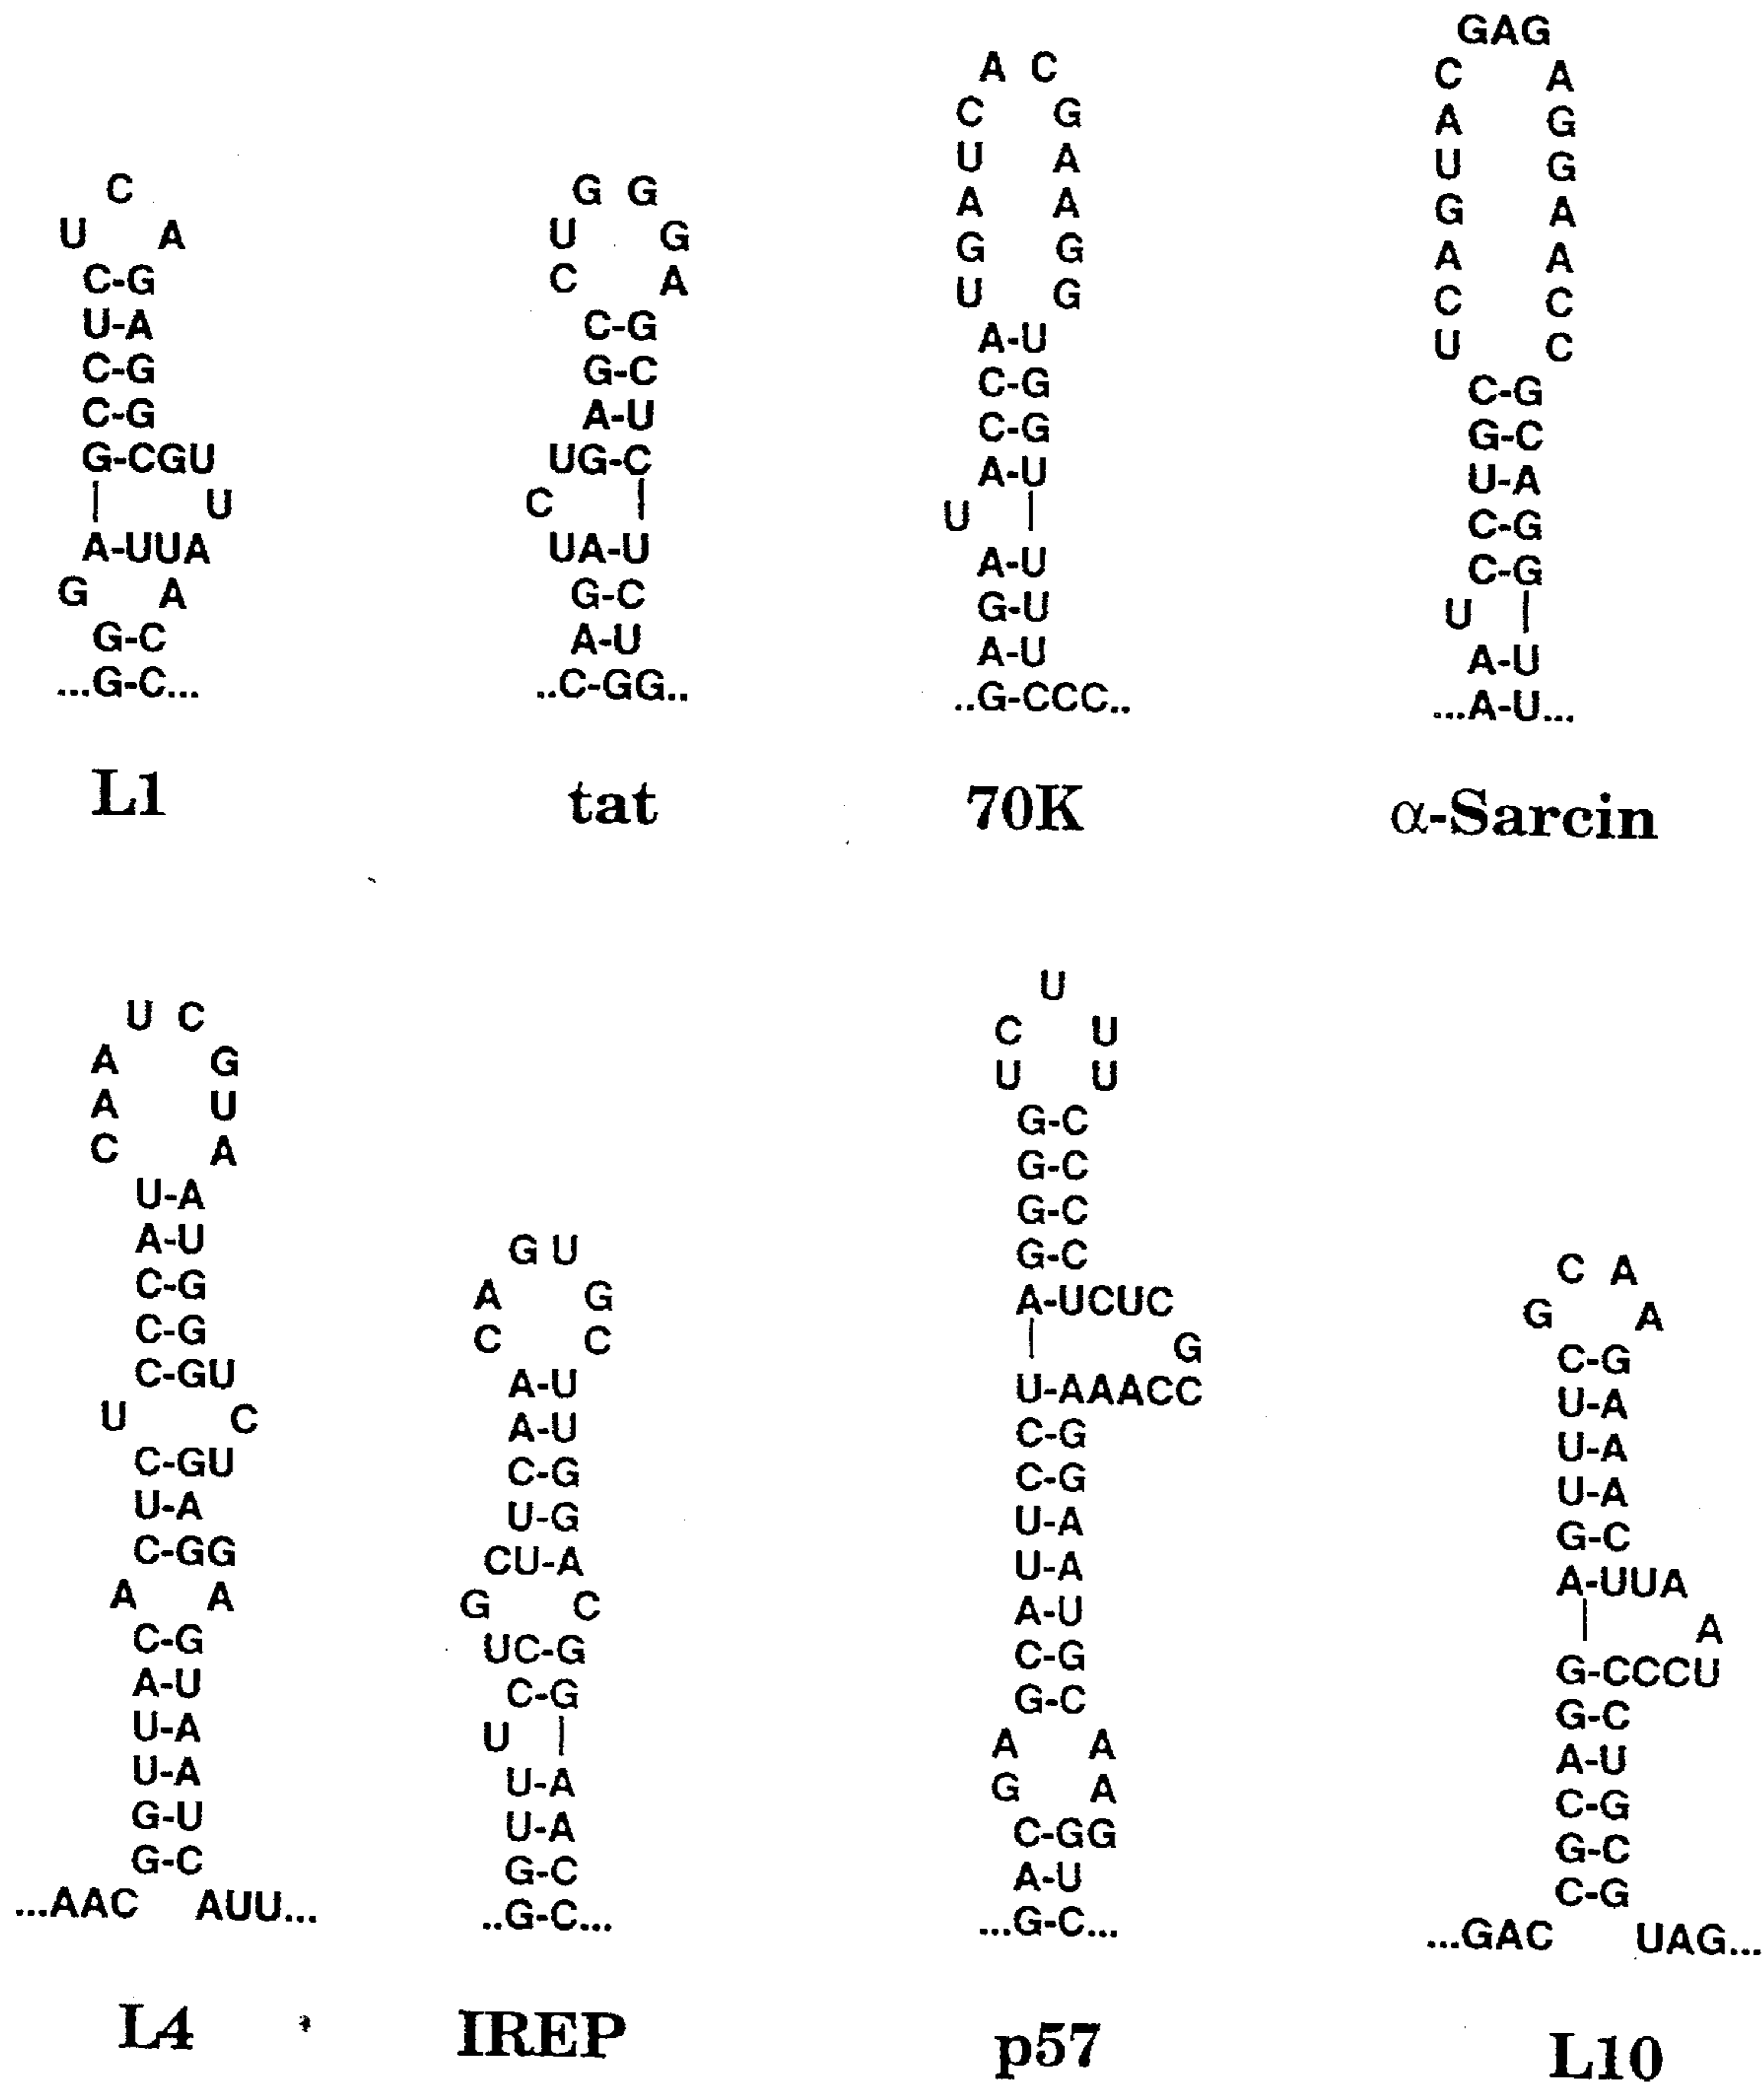 C
U A
C-G
U-A
C-G
C-G
G-CGU
U
A-UUA
G A
G-C
...G-C...
L1
G G
U G
C A
C-G
G-C
A-U
UG-C
C
UA-U
G-C
A-U
..C-GG..
tat
A C
C G
U A
A A
G G
U G
A-U
C-G
C-G
A-U
U
A-U
G-U
A-U
..G-CCC..
70K
GAG
C A
A G
U G
G A
A A
C C
U C
C-G
G-C
U-A
C-G
C-G
U
A-U
...A-U...
α-Sarcin
U C
A G
A U
C A
U-A
A-U
C-G
C-G
C-GU
U C
C-GU
U-A
C-GG
A A
C-G
A-U
U-A
U-A
G-U
G-C
...AAC AUU...
L4
G U
A G
C C
A-U
A-U
C-G
U-G
CU-A
G C
UC-G
C-G
U
U-A
U-A
G-C
..G-C...
IREP
U
C U
U U
G-C
G-C
G-C
G-C
A-UCUC
G
U-AAACC
C-G
C-G
U-A
U-A
A-U
C-G
G-C
A A
G A
C-GG
A-U
...G-C...
p57
C A
G A
C-G
U-A
U-A
U-A
G-C
A-UUA
A
G-CCCU
G-C
A-U
C-G
G-C
C-G
...GAC UAG...
L10